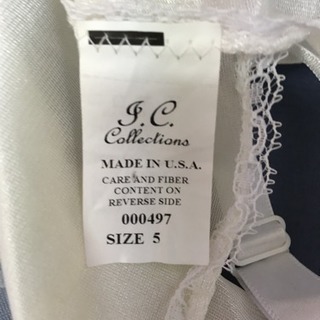 J.C.
Collections
MADE IN U.S.A.
CARE AND FIBER
CONTENT ON
REVERSE SIDE
000497
SIZE 5